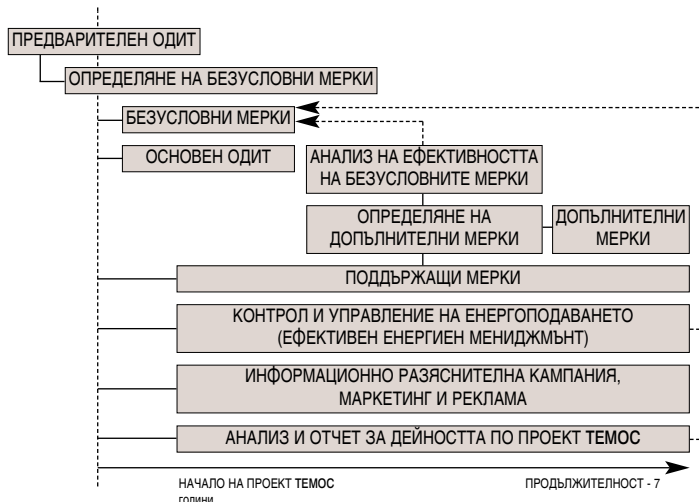 ПРЕДВАРИТЕЛЕН ОДИТ
ОПРЕДЕЛЯНЕ НА БЕЗУСЛОВНИ МЕРКИ
БЕЗУСЛОВНИ МЕРКИ
ОСНОВЕН ОДИТ
АНАЛИЗ НА ЕФЕКТИВНОСТТА
НА БЕЗУСЛОВНИТЕ МЕРКИ
ОПРЕДЕЛЯНЕ НА
ДОПЪЛНИТЕЛНИ МЕРКИ
ДОПЪЛНИТЕЛНИ
МЕРКИ
ПОДДЪРЖАЩИ МЕРКИ
КОНТРОЛ И УПРАВЛЕНИЕ НА ЕНЕРГОПОДАВАНЕТО
(ЕФЕКТИВЕН ЕНЕРГИЕН МЕНИДЖМЪНТ)
ИНФОРМАЦИОННО РАЗЯСНИТЕЛНА КАМПАНИЯ,
МАРКЕТИНГ И РЕКЛАМА
АНАЛИЗ И ОТЧЕТ ЗА ДЕЙНОСТТА ПО ПРОЕКТ ТЕМОС
НАЧАЛО НА ПРОЕКТ ТЕМОС
ПРОДЪЛЖИТЕЛНОСТ - 7
години